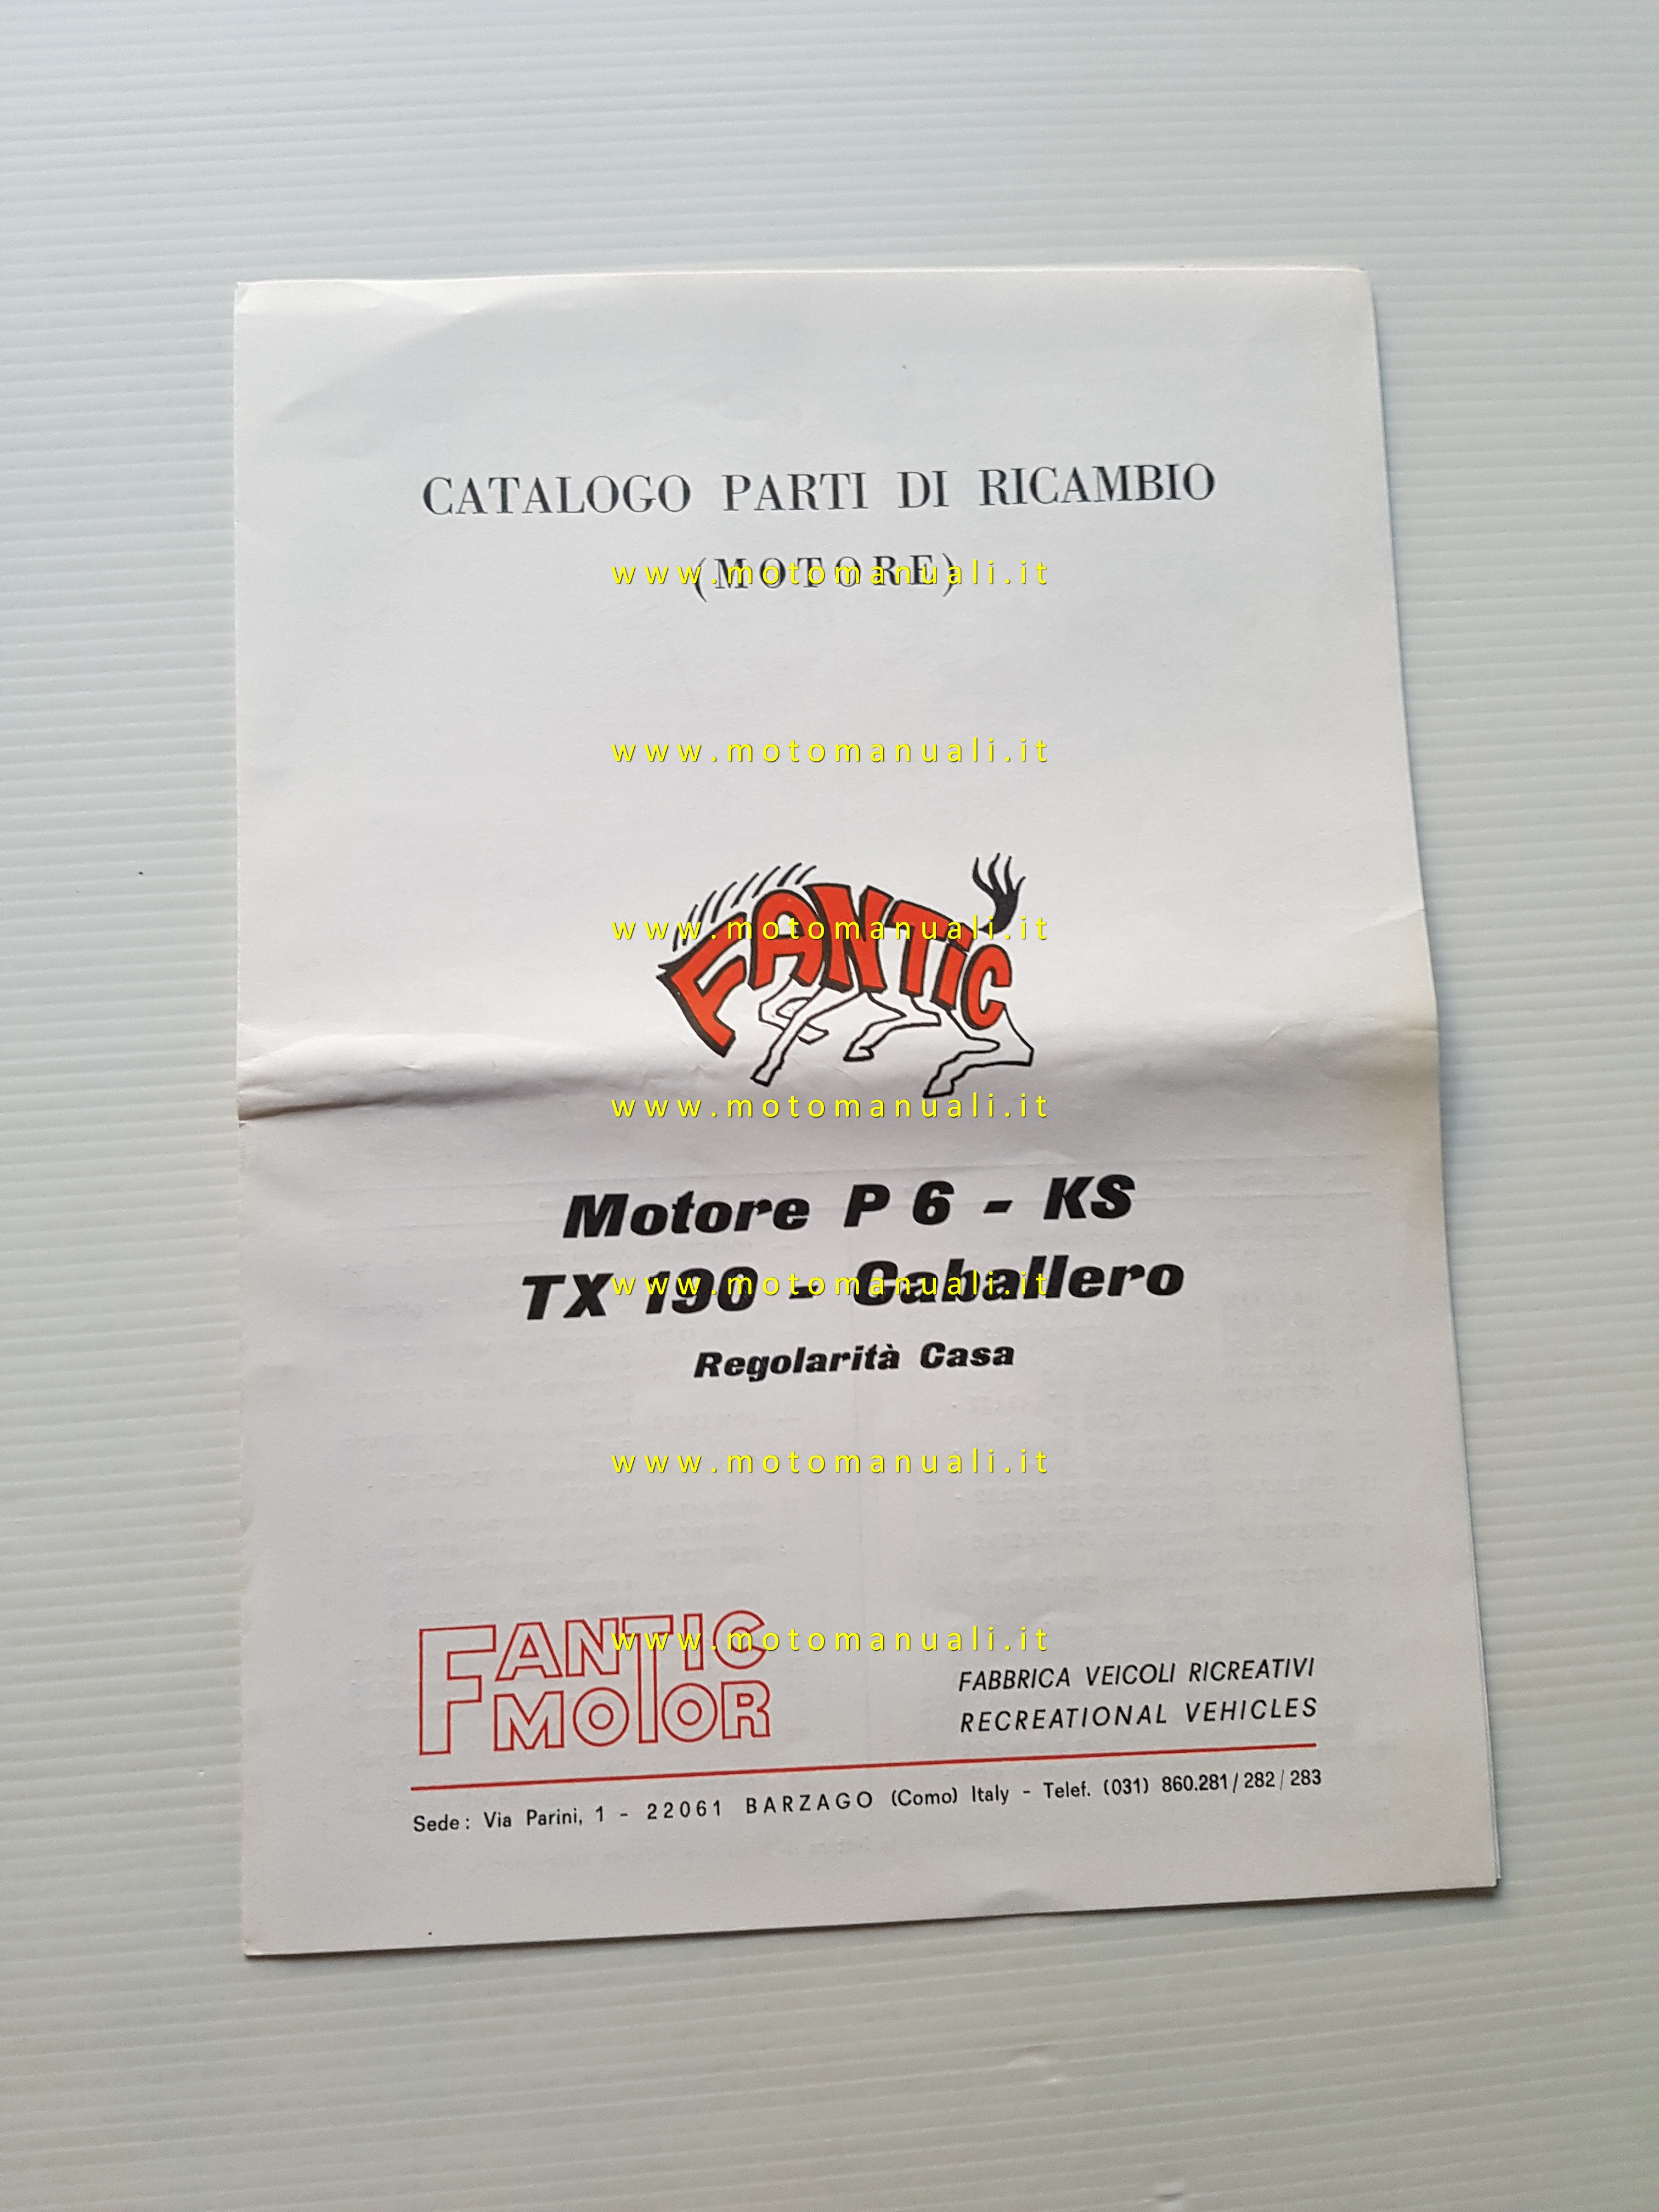 CATALOGO PARTI DI RICAMBIO
(MOTORE)
www.motomanuali.it
www.motomanuali.it
FANTIC
www.motomanuali.it
www.motomanuali.it
Motore P 6 - KS
TX 190 - Caballero
www.motomanuali.it
Regolarità Casa
www.motomanuali.it
FANTIC
MOTOR
www.motomanuali.it
FABBRICA VEICOLI RICREATIVI
RECREATIONAL VEHICLES
Sede: Via Parini, 1 - 22061 BARZAGO (Como) Italy - Telef. (031) 860.281/282/283